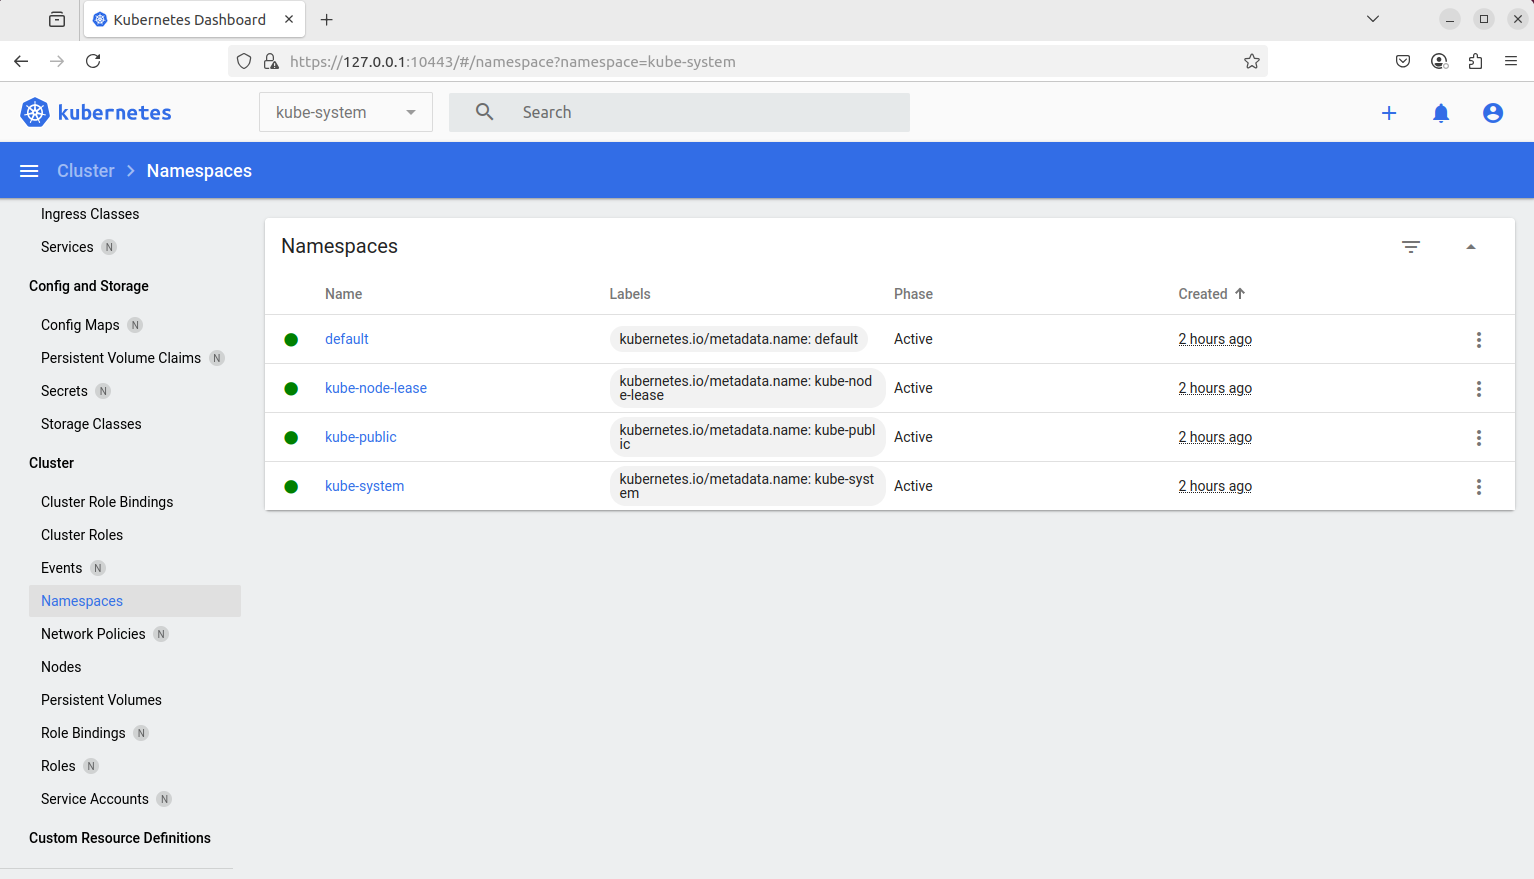 Kubernetes Dashboard
https://127.0.0.1:10443/#/namespace?namespace=kube-system
kubernetes
kube-system
Search
Cluster
Namespaces
Ingress Classes
Services N
Config and Storage
Config Maps N
Persistent Volume Claims N
Secrets N
Storage Classes
Cluster
Cluster Role Bindings
Cluster Roles
Events N
Namespaces
Network Policies N
Nodes
Persistent Volumes
Role Bindings N
Roles N
Service Accounts N
Custom Resource Definitions
Namespaces
Name Labels Phase Created
default kubernetes.io/metadata.name: default Active 2 hours ago
kube-node-lease kubernetes.io/metadata.name: kube-nod
e-lease Active 2 hours ago
kube-public kubernetes.io/metadata.name: kube-publ
ic Active 2 hours ago
kube-system kubernetes.io/metadata.name: kube-syst
em Active 2 hours ago